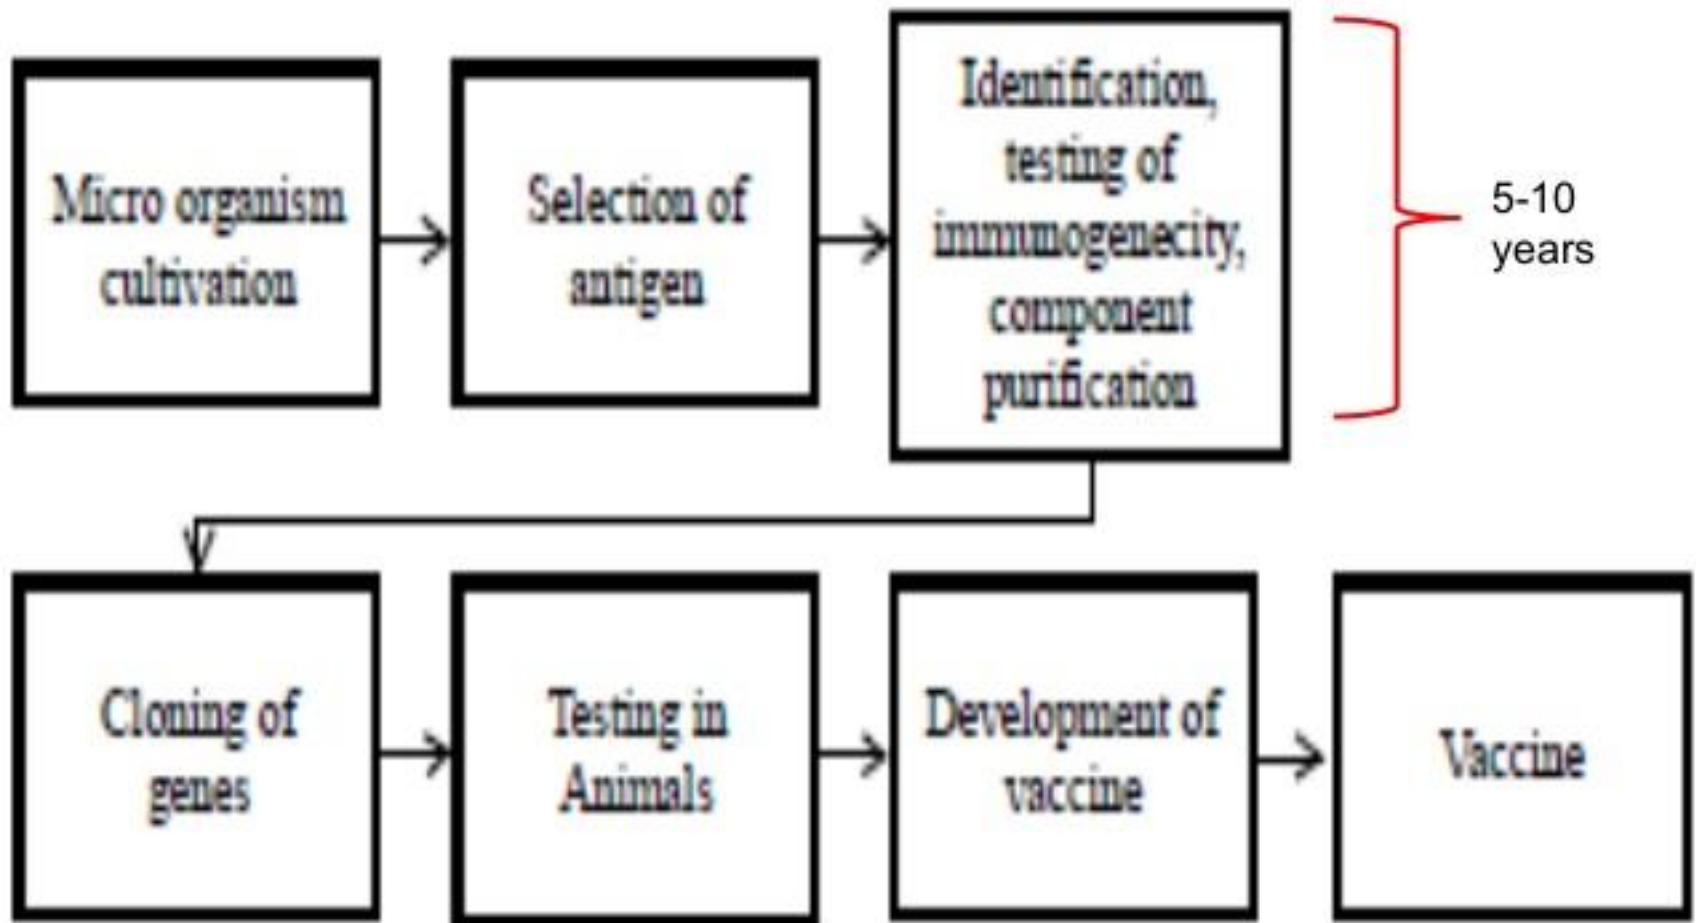 Micro organism
cultivation
Selection of
antigen
Identification,
testing of
immunogenecity,
component
purification
5-10
years
Cloning of
genes
Testing in
Animals
Development of
vaccine
Vaccine